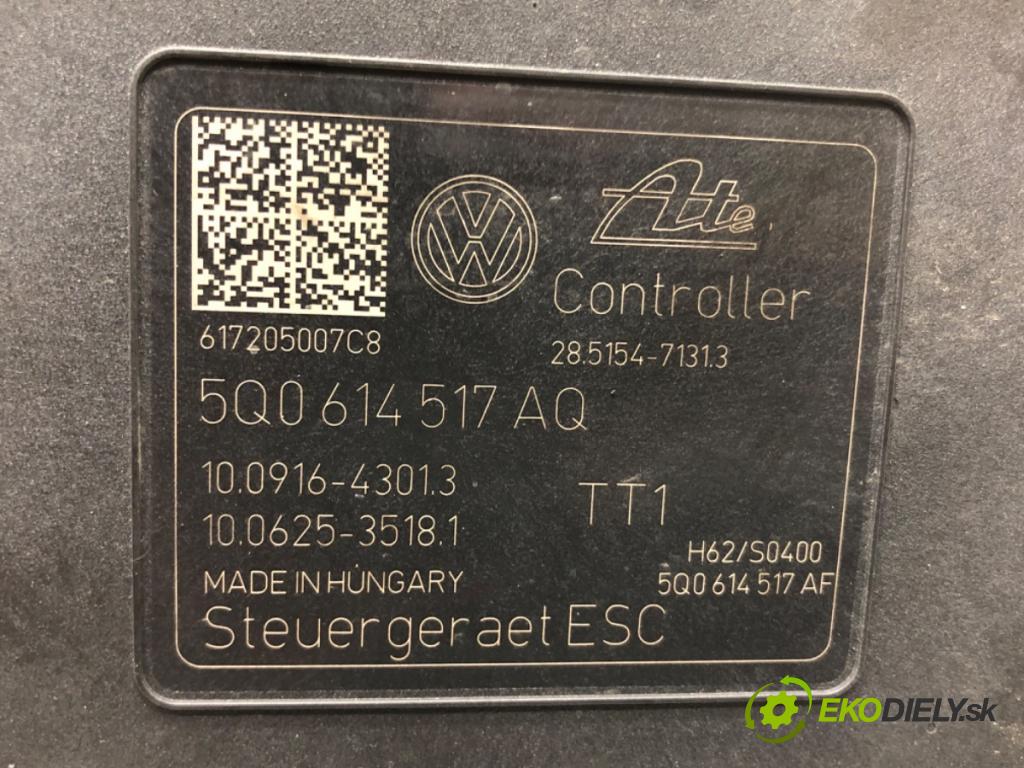 Ate
Controller
617205007C8
28.5154-7131.3
5Q0 614 517 AQ
10.0916-4301.3
10.0625-3518.1
TT1
H62/S0400
MADE IN HUNGARY
5Q0 614 517 AF
Steuergeraet ESC
EKODIELY.sk